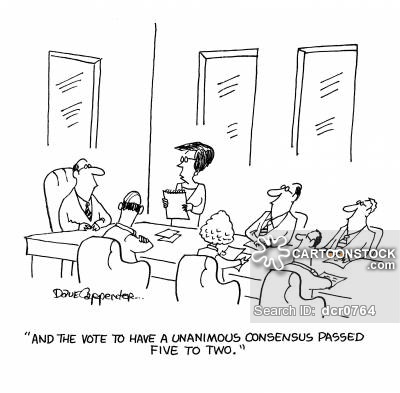 CARTOONSTOCK
.com
Search ID: dcr0764
Dave Carpenter...
"AND THE VOTE TO HAVE A UNANIMOUS CONSENSUS PASSED
FIVE TO TWO."